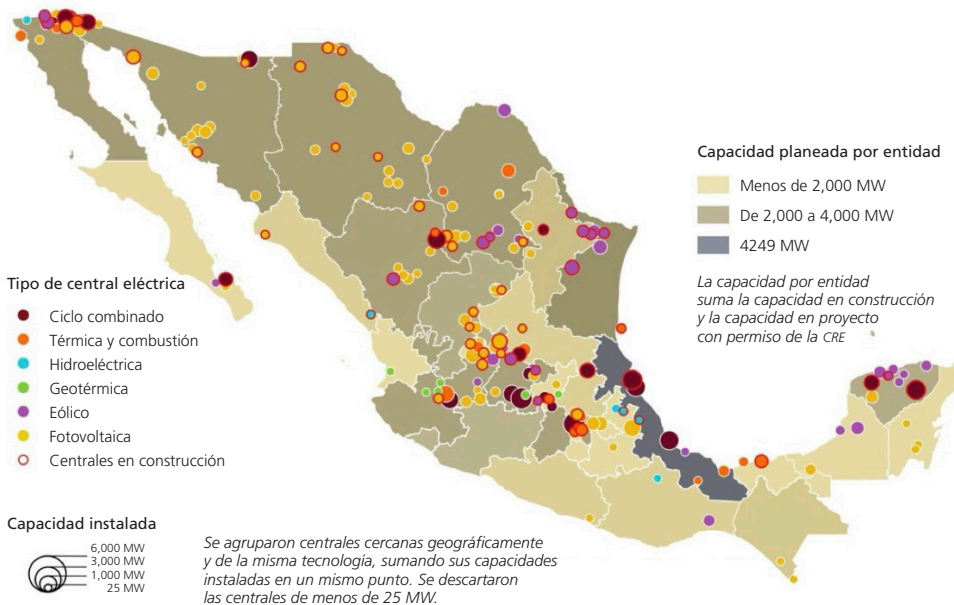 Capacidad planeada por entidad
Menos de 2,000 MW
De 2,000 a 4,000 MW
4249 MW
La capacidad por entidad
suma la capacidad en construcción
y la capacidad en proyecto
con permiso de la CRE
Tipo de central eléctrica
Ciclo combinado
Térmica y combustión
Hidroeléctrica
Geotérmica
Eólico
Fotovoltaica
Centrales en construcción
Capacidad instalada
6,000 MW
3,000 MW
1,000 MW
25 MW
Se agruparon centrales cercanas geográficamente
y de la misma tecnología, sumando sus capacidades
instaladas en un mismo punto. Se descartaron
las centrales de menos de 25 MW.